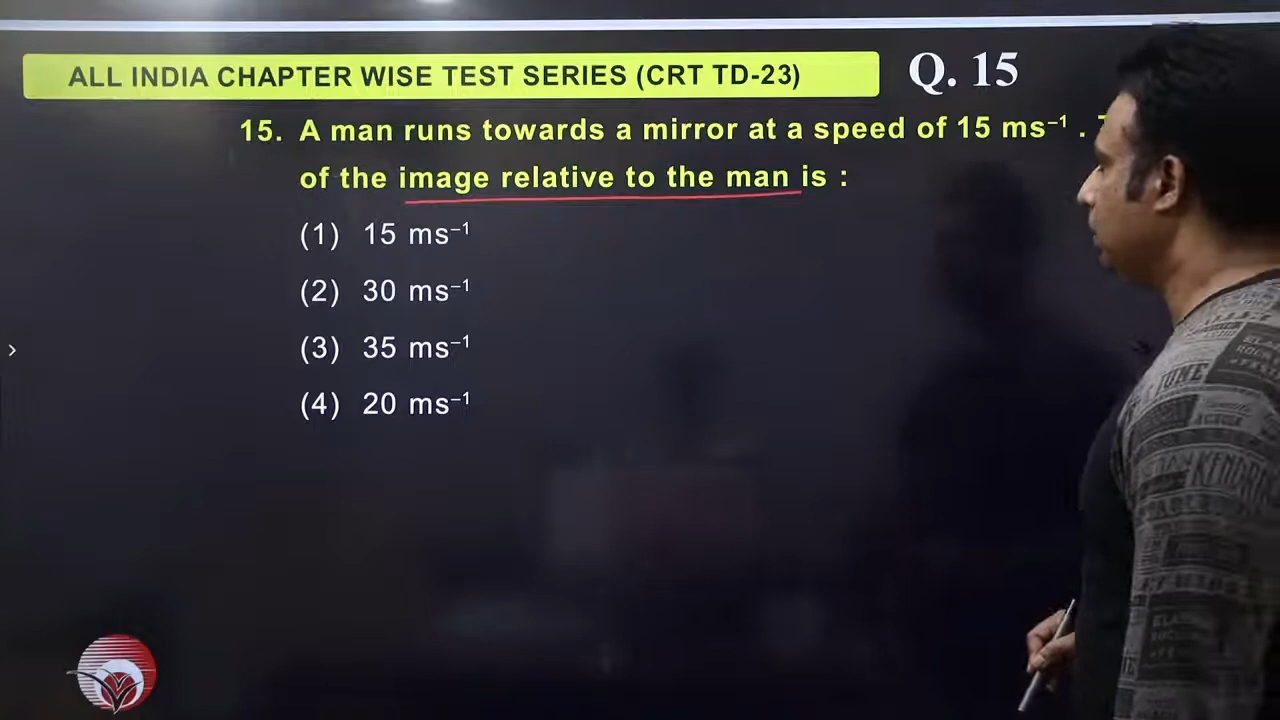 ALL INDIA CHAPTER WISE TEST SERIES (CRT TD-23)
Q. 15
15. A man runs towards a mirror at a speed of 15 ms⁻¹ .
of the image relative to the man is :
(1) 15 ms⁻¹
(2) 30 ms⁻¹
(3) 35 ms⁻¹
(4) 20 ms⁻¹